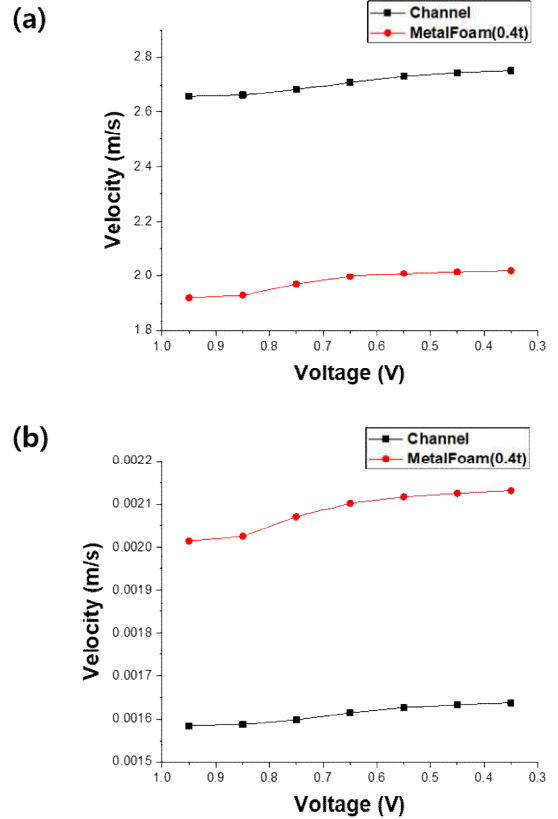 (a)
Channel
MetalFoam(0.4t)
3.0
2.8
2.6
2.4
2.2
2.0
1.8
Velocity (m/s)
1.0 0.9 0.8 0.7 0.6 0.5 0.4 0.3
Voltage (V)
(b)
Channel
MetalFoam(0.4t)
0.0022
0.0021
0.0020
0.0019
0.0018
0.0017
0.0016
0.0015
Velocity (m/s)
1.0 0.9 0.8 0.7 0.6 0.5 0.4 0.3
Voltage (V)